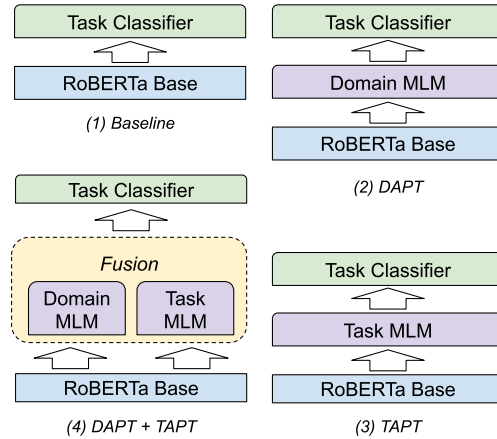 Task Classifier
RoBERTa Base
(1) Baseline
Task Classifier
Domain MLM
RoBERTa Base
(2) DAPT
Task Classifier
Fusion
Domain
MLM
Task
MLM
RoBERTa Base
(4) DAPT + TAPT
Task Classifier
Task MLM
RoBERTa Base
(3) TAPT